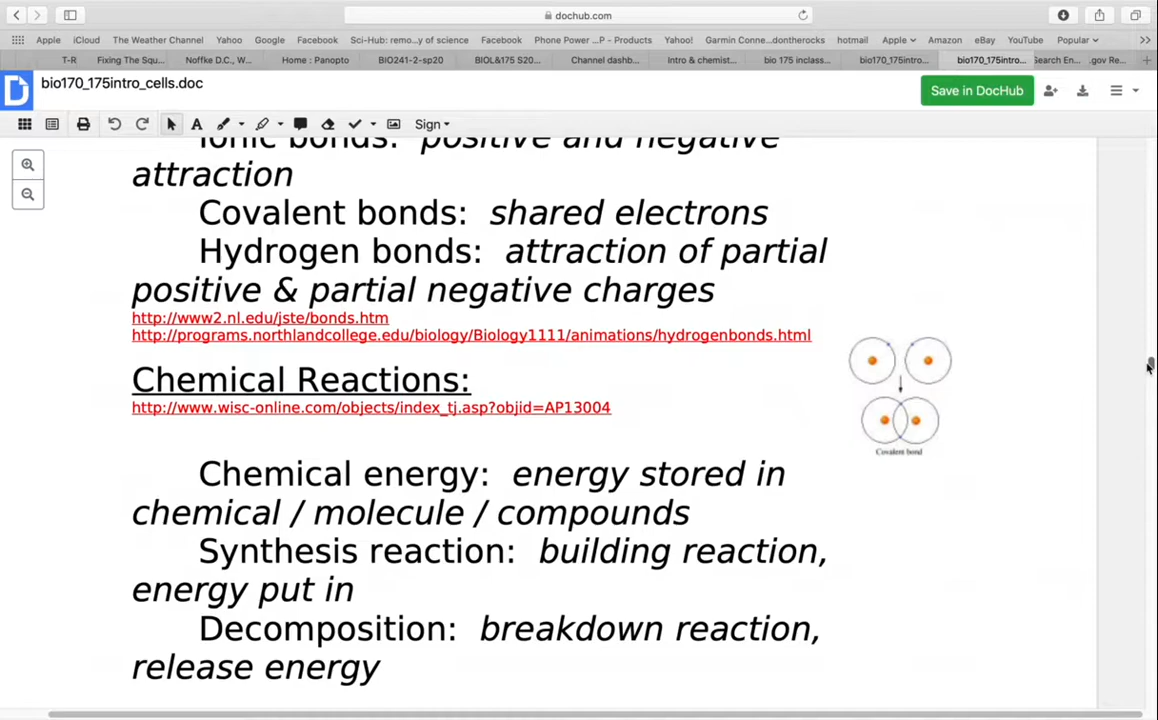 dochub.com
Apple iCloud The Weather Channel Yahoo Google Facebook Sci-Hub: remo...y of science Facebook Phone Power ...P - Products Yahoo! Garmin Conne...dontherocks hotmail Apple Amazon eBay YouTube Popular
T-R Fixing The Squ... Noffke D.C., W... Home : Panopto BIO241-2-sp20 BIOL&175 S20... Channel dashb... Intro & chemist... bio 175 inclass... bio170_175intro... bio170_175intro... Search En... .gov Re...
bio170_175intro_cells.doc
Save in DocHub
A Sign
Ionic bonds: positive and negative
attraction
Covalent bonds: shared electrons
Hydrogen bonds: attraction of partial
positive & partial negative charges
http://www2.nl.edu/jste/bonds.htm
http://programs.northlandcollege.edu/biology/Biology1111/animations/hydrogenbonds.html
Chemical Reactions:
http://www.wisc-online.com/objects/index_tj.asp?objid=AP13004
Covalent bond
Chemical energy: energy stored in
chemical / molecule / compounds
Synthesis reaction: building reaction,
energy put in
Decomposition: breakdown reaction,
release energy